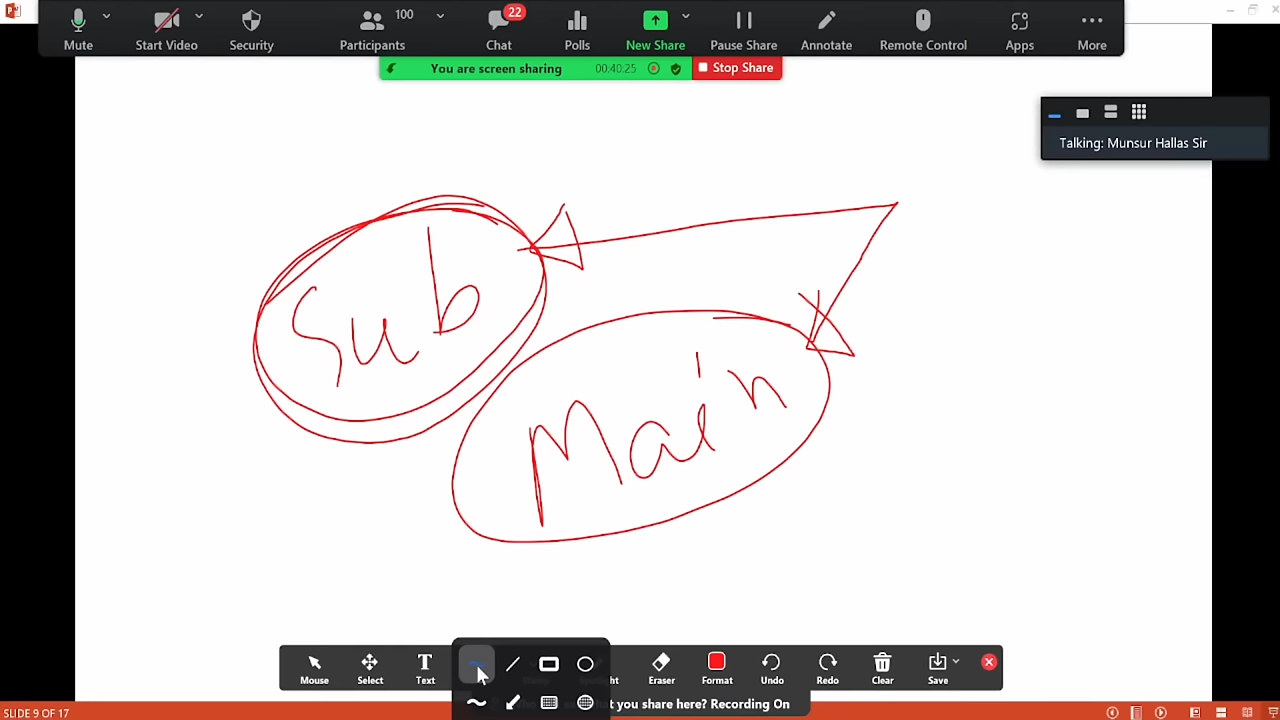 100
22
Mute
Start Video
Security
Participants
Chat
Polls
New Share
Pause Share
Annotate
Remote Control
Apps
More
You are screen sharing
00:40:25
Stop Share
Talking: Munsur Hallas Sir
Sub
Main
Mouse
Select
Text
Eraser
Format
Undo
Redo
Clear
Save
you share here? Recording On
SLIDE 9 OF 17